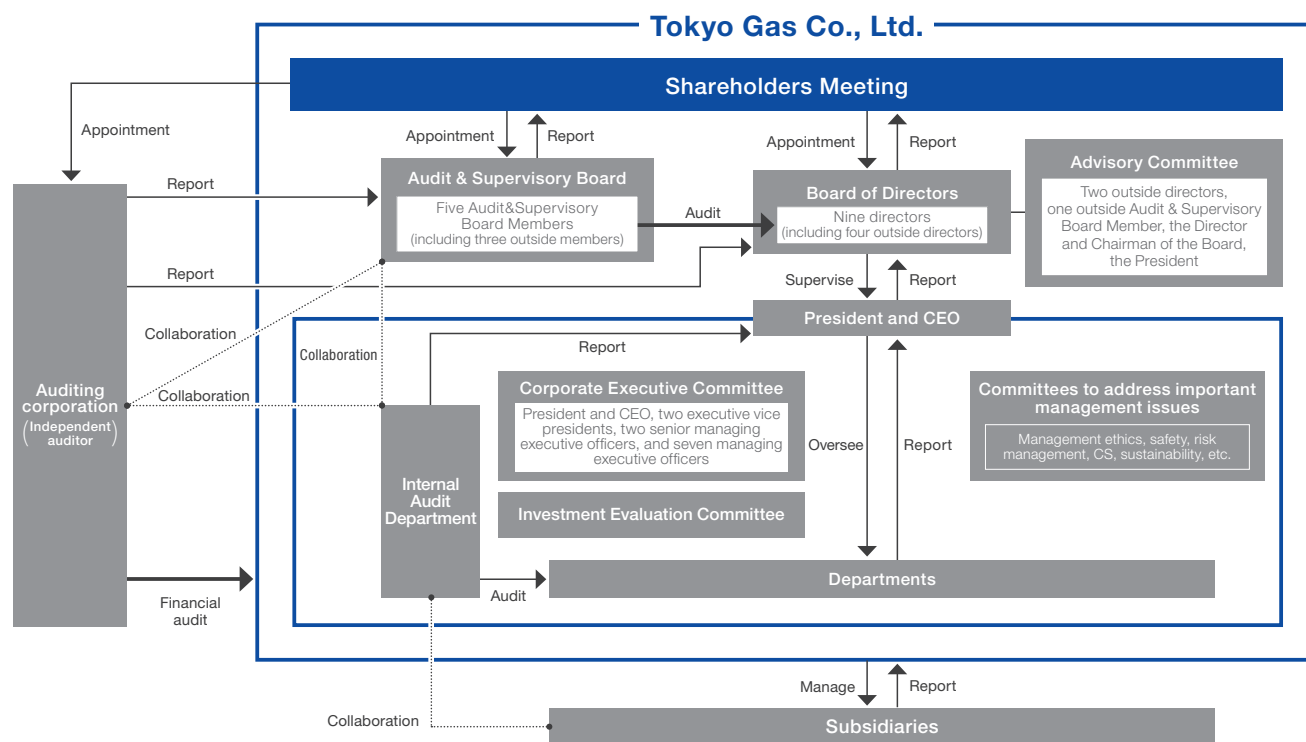 Tokyo Gas Co., Ltd.
Shareholders Meeting
Appointment
Appointment
Report
Appointment
Report
Advisory Committee
Two outside directors,
one outside Audit & Supervisory
Board Member, the Director
and Chairman of the Board,
the President
Report
Audit & Supervisory Board
Five Audit&Supervisory
Board Members
(including three outside members)
Audit
Board of Directors
Nine directors
(including four outside directors)
Report
Supervise
Report
President and CEO
Collaboration
Collaboration
Report
Collaboration
Auditing
corporation
(Independent
auditor)
Corporate Executive Committee
President and CEO, two executive vice
presidents, two senior managing
executive officers, and seven managing
executive officers
Oversee
Report
Committees to address important
management issues
Management ethics, safety, risk
management, CS, sustainability, etc.
Internal
Audit
Department
Investment Evaluation Committee
Audit
Departments
Financial
audit
Manage
Report
Collaboration
Subsidiaries